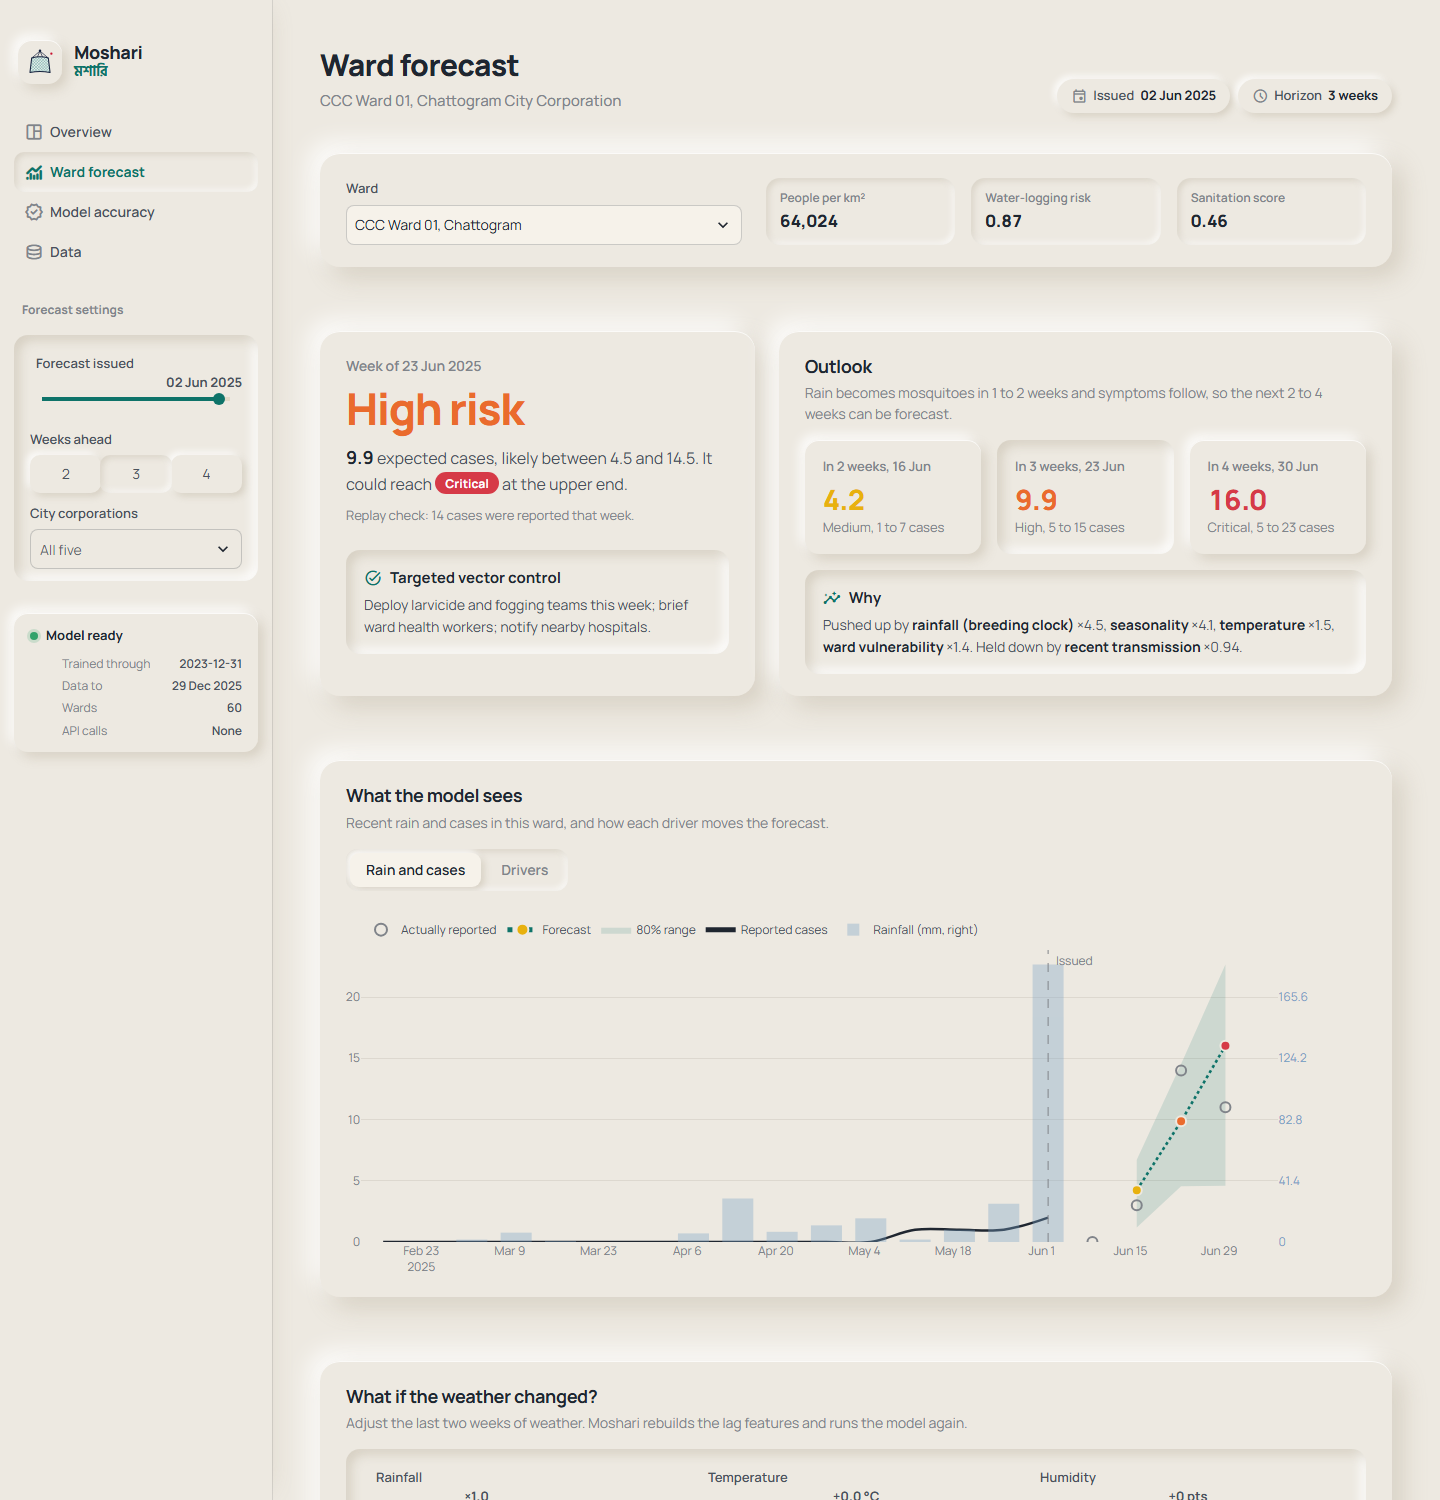 Moshari
মশারি
Overview
Ward forecast
Model accuracy
Data
Forecast settings
Forecast issued
02 Jun 2025
Weeks ahead
2 3 4
City corporations
All five
Model ready
Trained through 2023-12-31
Data to 29 Dec 2025
Wards 60
API calls None
Ward forecast
CCC Ward 01, Chattogram City Corporation
Issued 02 Jun 2025
Horizon 3 weeks
Ward
CCC Ward 01, Chattogram
People per km²
64,024
Water-logging risk
0.87
Sanitation score
0.46
Week of 23 Jun 2025
High risk
9.9 expected cases, likely between 4.5 and 14.5. It
could reach Critical at the upper end.
Replay check: 14 cases were reported that week.
Targeted vector control
Deploy larvicide and fogging teams this week; brief
ward health workers; notify nearby hospitals.
Outlook
Rain becomes mosquitoes in 1 to 2 weeks and symptoms follow, so the next 2 to 4
weeks can be forecast.
In 2 weeks, 16 Jun
4.2
Medium, 1 to 7 cases
In 3 weeks, 23 Jun
9.9
High, 5 to 15 cases
In 4 weeks, 30 Jun
16.0
Critical, 5 to 23 cases
Why
Pushed up by rainfall (breeding clock) ×4.5, seasonality ×4.1, temperature ×1.5,
ward vulnerability ×1.4. Held down by recent transmission ×0.94.
What the model sees
Recent rain and cases in this ward, and how each driver moves the forecast.
Rain and cases
Drivers
Actually reported Forecast 80% range Reported cases Rainfall (mm, right)
Issued
20 165.6
15 124.2
10 82.8
5 41.4
0 0
Feb 23 Mar 9 Mar 23 Apr 6 Apr 20 May 4 May 18 Jun 1 Jun 15 Jun 29
2025
What if the weather changed?
Adjust the last two weeks of weather. Moshari rebuilds the lag features and runs the model again.
Rainfall Temperature Humidity
×1.0 +0.0 °C +0 pts